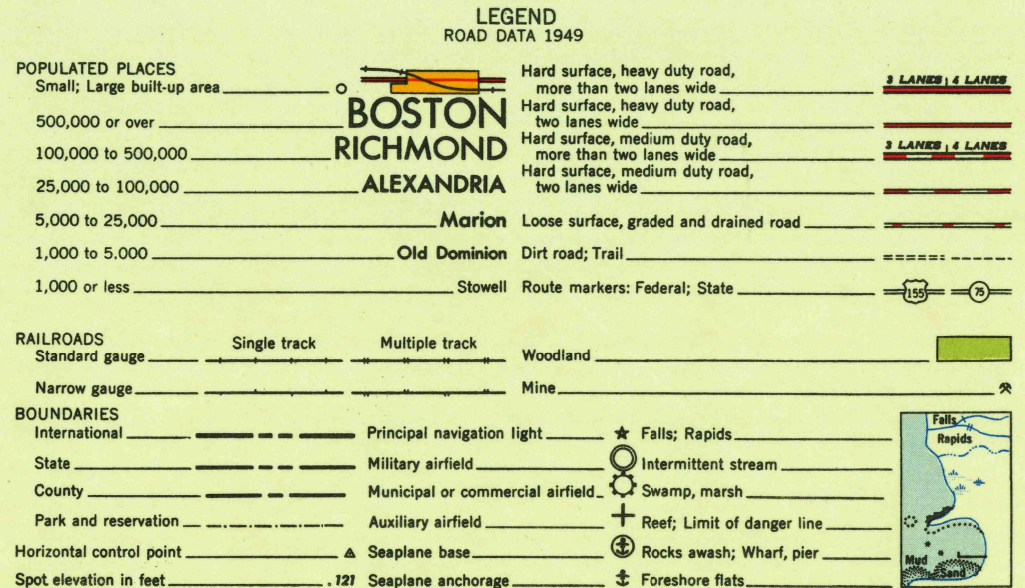 LEGEND
ROAD DATA 1949
POPULATED PLACES
Small; Large built-up area
500,000 or over BOSTON
100,000 to 500,000 RICHMOND
25,000 to 100,000 ALEXANDRIA
5,000 to 25,000 Marion
1,000 to 5.000 Old Dominion
1,000 or less Stowell
Hard surface, heavy duty road,
more than two lanes wide 3 LANES 4 LANES
Hard surface, heavy duty road,
two lanes wide
Hard surface, medium duty road,
more than two lanes wide 3 LANES 4 LANES
Hard surface, medium duty road,
two lanes wide
Loose surface, graded and drained road
Dirt road; Trail
Route markers: Federal; State 155 75
RAILROADS
Single track Multiple track
Standard gauge
Narrow gauge
Woodland
Mine
BOUNDARIES
International
State
County
Park and reservation
Horizontal control point
Spot elevation in feet .121
Principal navigation light
Military airfield
Municipal or commercial airfield
Auxiliary airfield
Seaplane base
Seaplane anchorage
Falls; Rapids
Intermittent stream
Swamp, marsh
Reef; Limit of danger line
Rocks awash; Wharf, pier
Foreshore flats
Falls
Rapids
Mud
Sand